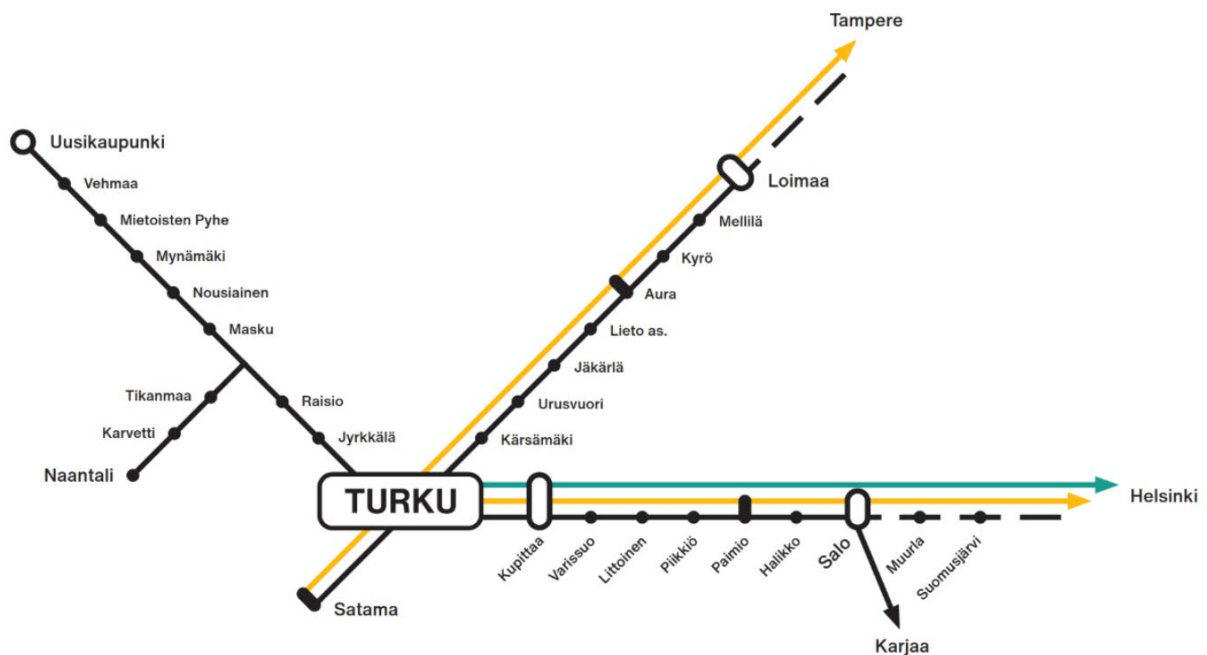 Tampere
Uusikaupunki
Vehmaa
Mietoisten Pyhe
Mynämäki
Nousiainen
Masku
Tikanmaa
Karvetti
Naantali
Raisio
Jyrkkälä
Loimaa
Mellilä
Kyrö
Aura
Lieto as.
Jäkärlä
Urusvuori
Kärsämäki
TURKU
Satama
Kupittaa
Varissuo
Littoinen
Piikkiö
Paimio
Halikko
Salo
Muurla
Suomusjärvi
Helsinki
Karjaa